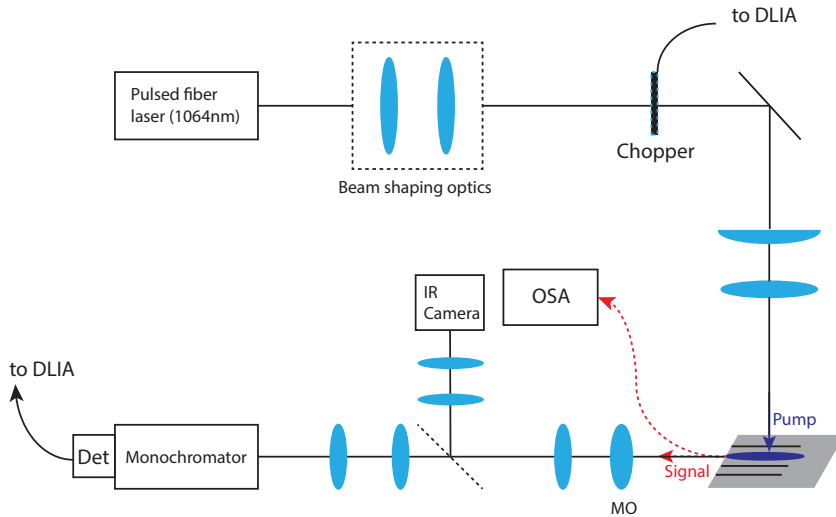 to DLIA
Pulsed fiber
laser (1064nm)
Chopper
Beam shaping optics
IR
Camera
OSA
to DLIA
Pump
Det
Monochromator
Signal
MO